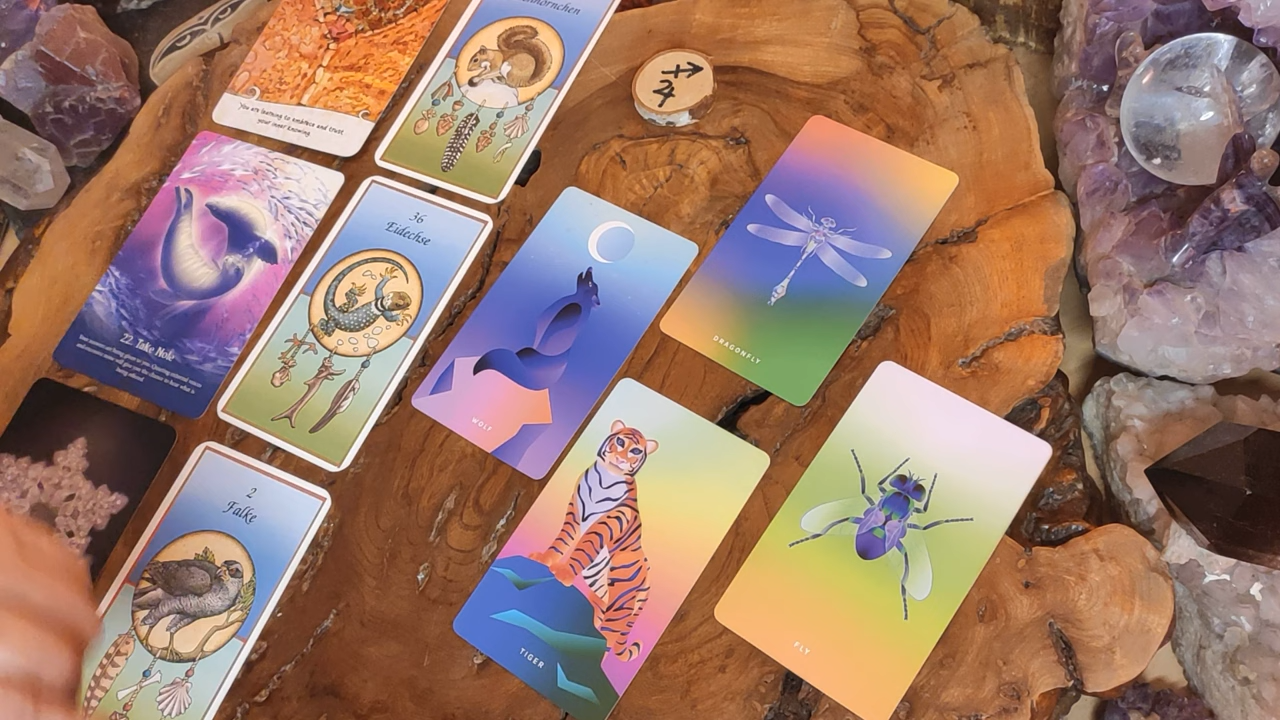 You are learning to embrace and trust
your inner knowing
36
Eidechse
22. Take Note
2
Falke
WOLF
DRAGONFLY
TIGER
FLY